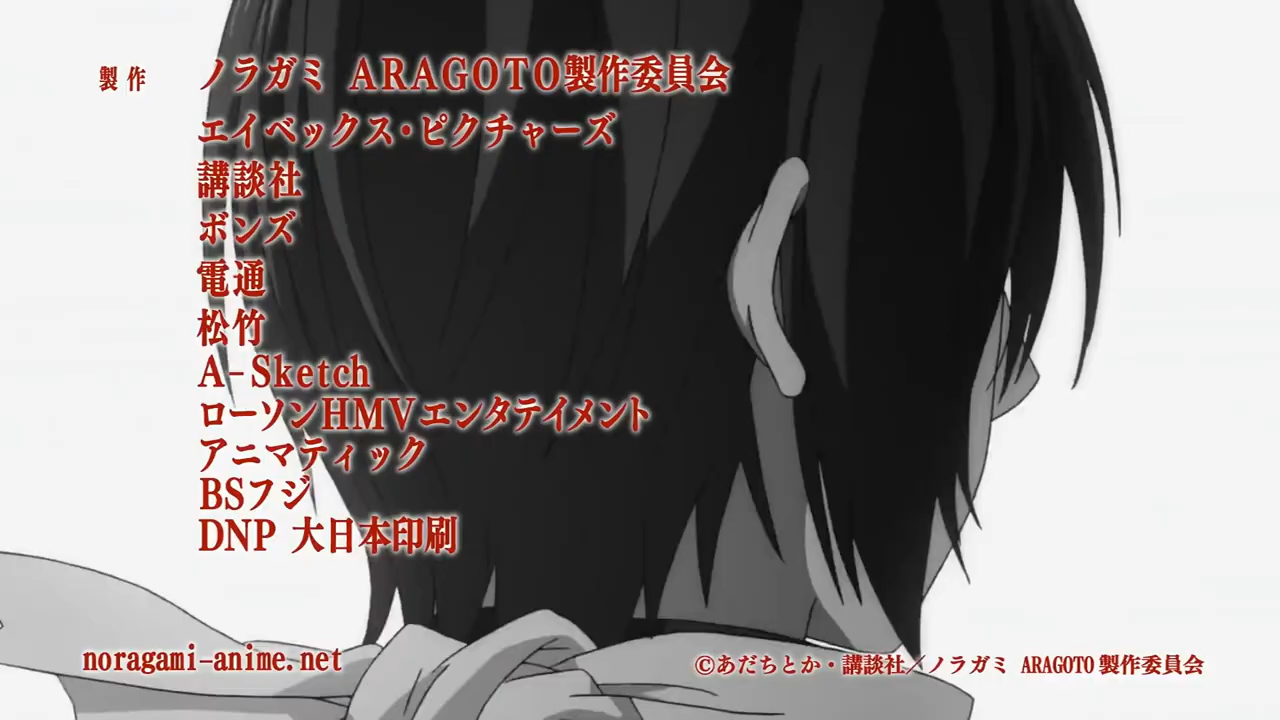 製作 ノラガミ ARAGOTO製作委員会
エイベックス・ピクチャーズ
講談社
ボンズ
電通
松竹
A-Sketch
ローソンHMVエンタテイメント
アニマティック
BSフジ
DNP 大日本印刷
noragami-anime.net
©あだちとか・講談社／ノラガミ ARAGOTO 製作委員会